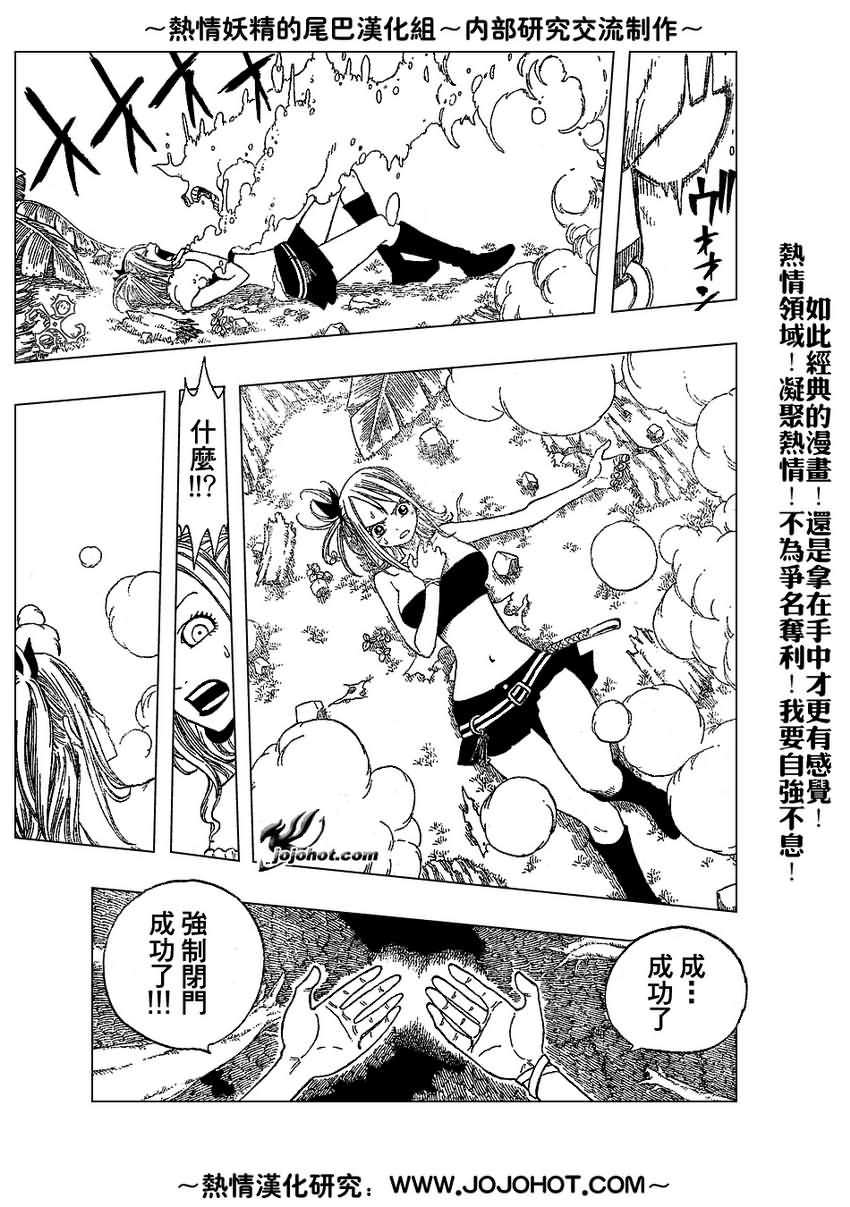 ～熱情妖精的尾巴漢化組～内部研究交流制作～
ヴオオン
什麼!!?
成…
成功了
強制閉門
成功了!!!
如此經典的漫畫！還是拿在手中才更有感覺！
熱情領域！凝聚熱情！不為爭名奪利！我要自強不息！
jojohot.com
～熱情漢化研究：WWW.JOJOHOT.COM～